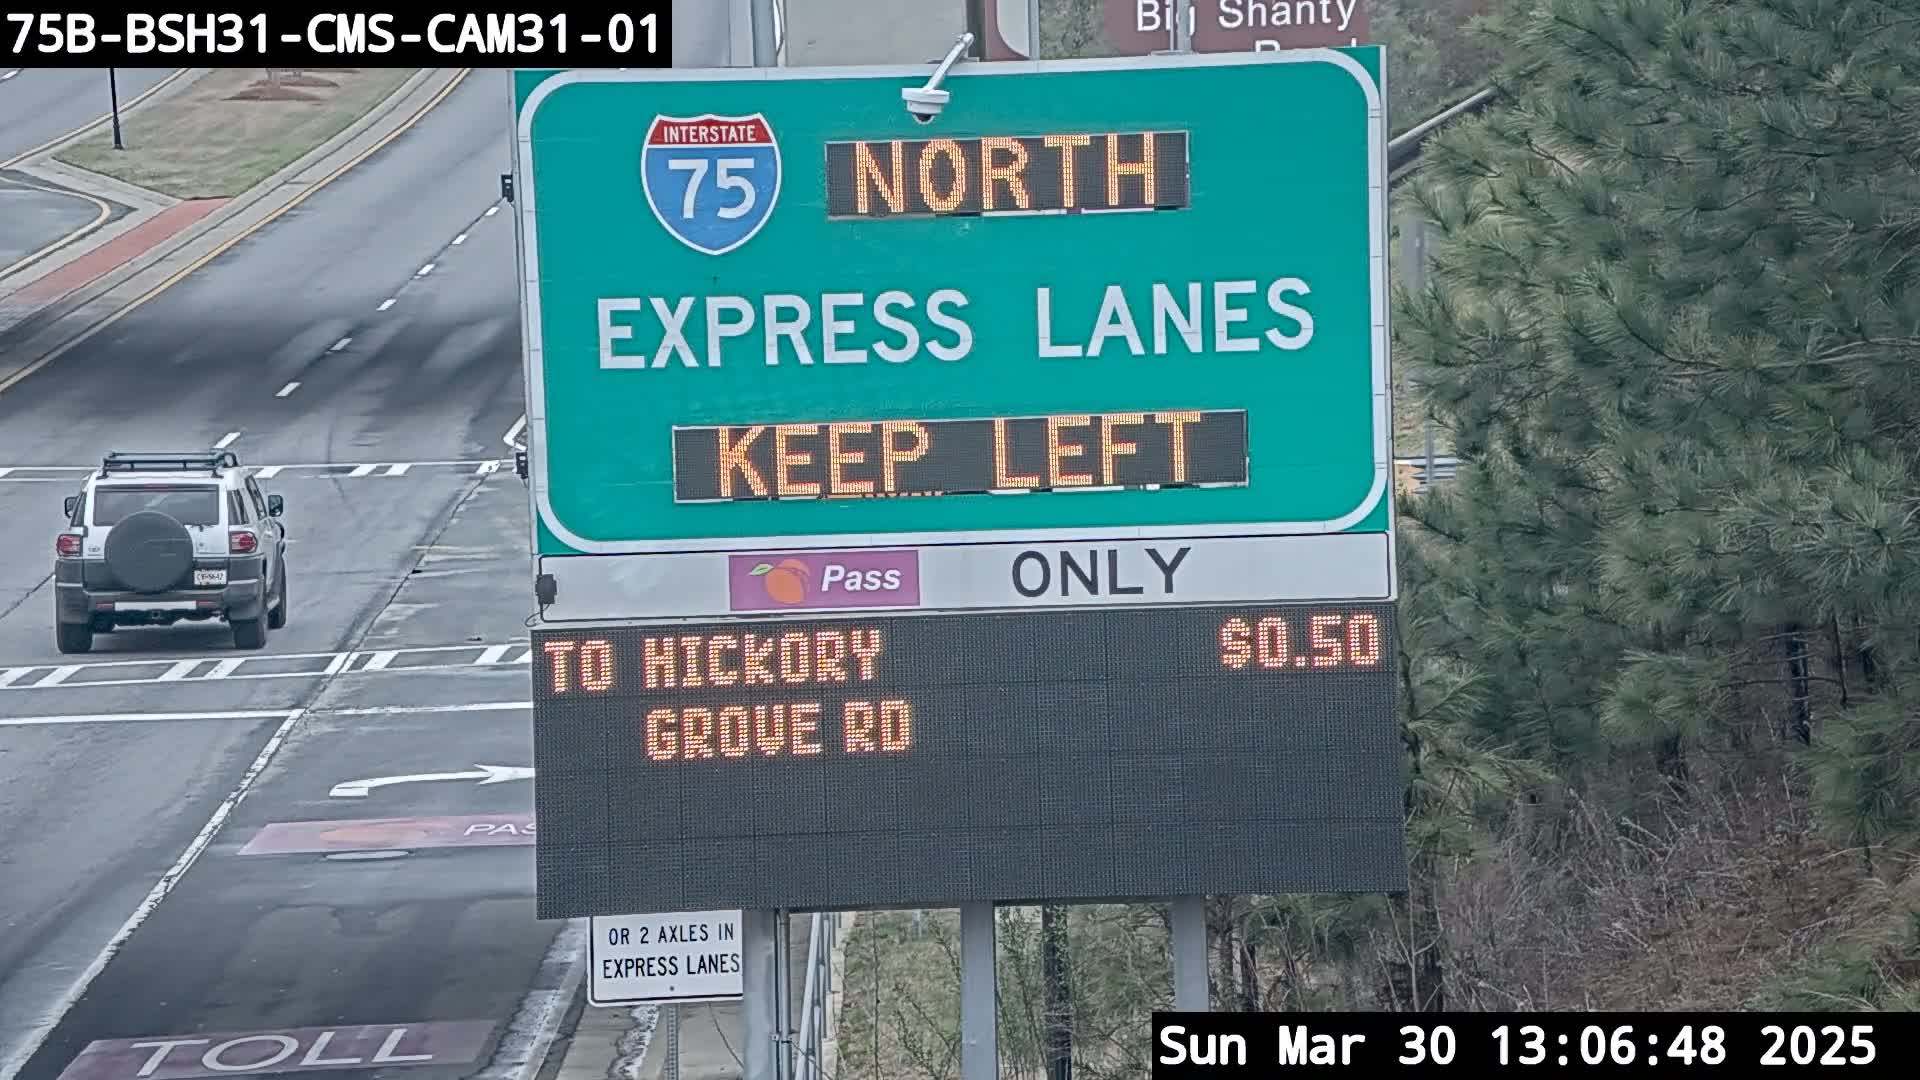 75B-BSH31-CMS-CAM31-01
Big Shanty
INTERSTATE
75
NORTH
EXPRESS LANES
KEEP LEFT
Pass
ONLY
TO HICKORY $0.50
GROVE RD
PAS
OR 2 AXLES IN
EXPRESS LANES
TOLL
Sun Mar 30 13:06:48 2025